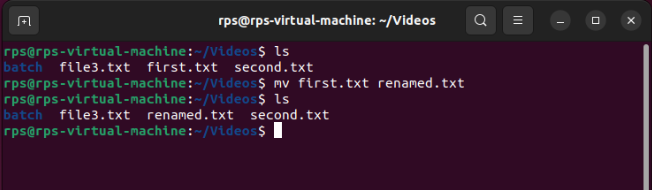 rps@rps-virtual-machine: ~/Videos
rps@rps-virtual-machine:~/Videos$ ls
batch  file3.txt  first.txt  second.txt
rps@rps-virtual-machine:~/Videos$ mv first.txt renamed.txt
rps@rps-virtual-machine:~/Videos$ ls
batch  file3.txt  renamed.txt  second.txt
rps@rps-virtual-machine:~/Videos$